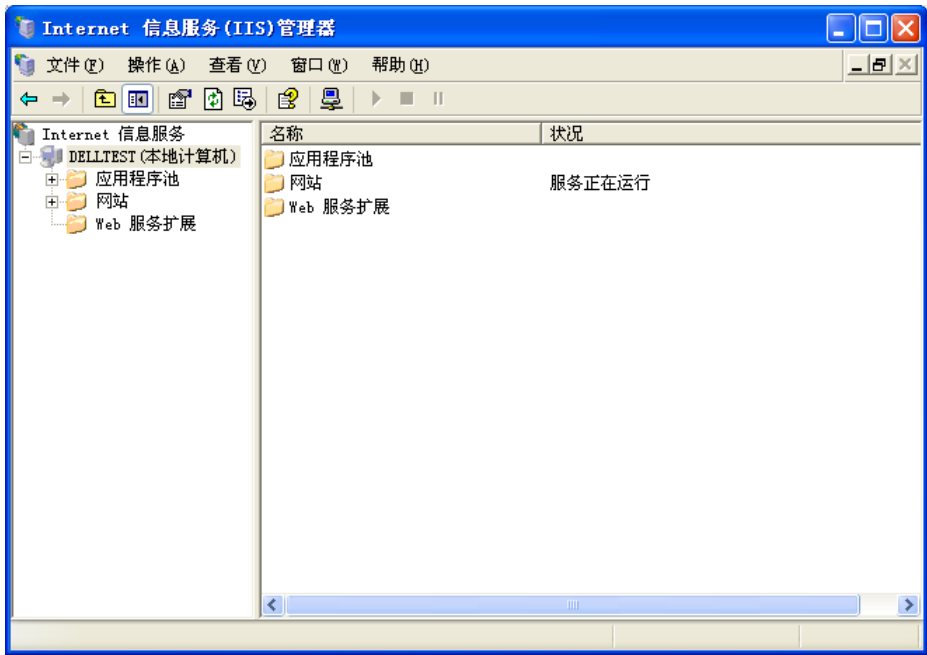 Internet 信息服务(IIS)管理器
文件(F) 操作(A) 查看(V) 窗口(W) 帮助(H)
Internet 信息服务
DELLTEST(本地计算机)
应用程序池
网站
Web 服务扩展
名称 状况
应用程序池
网站 服务正在运行
Web 服务扩展